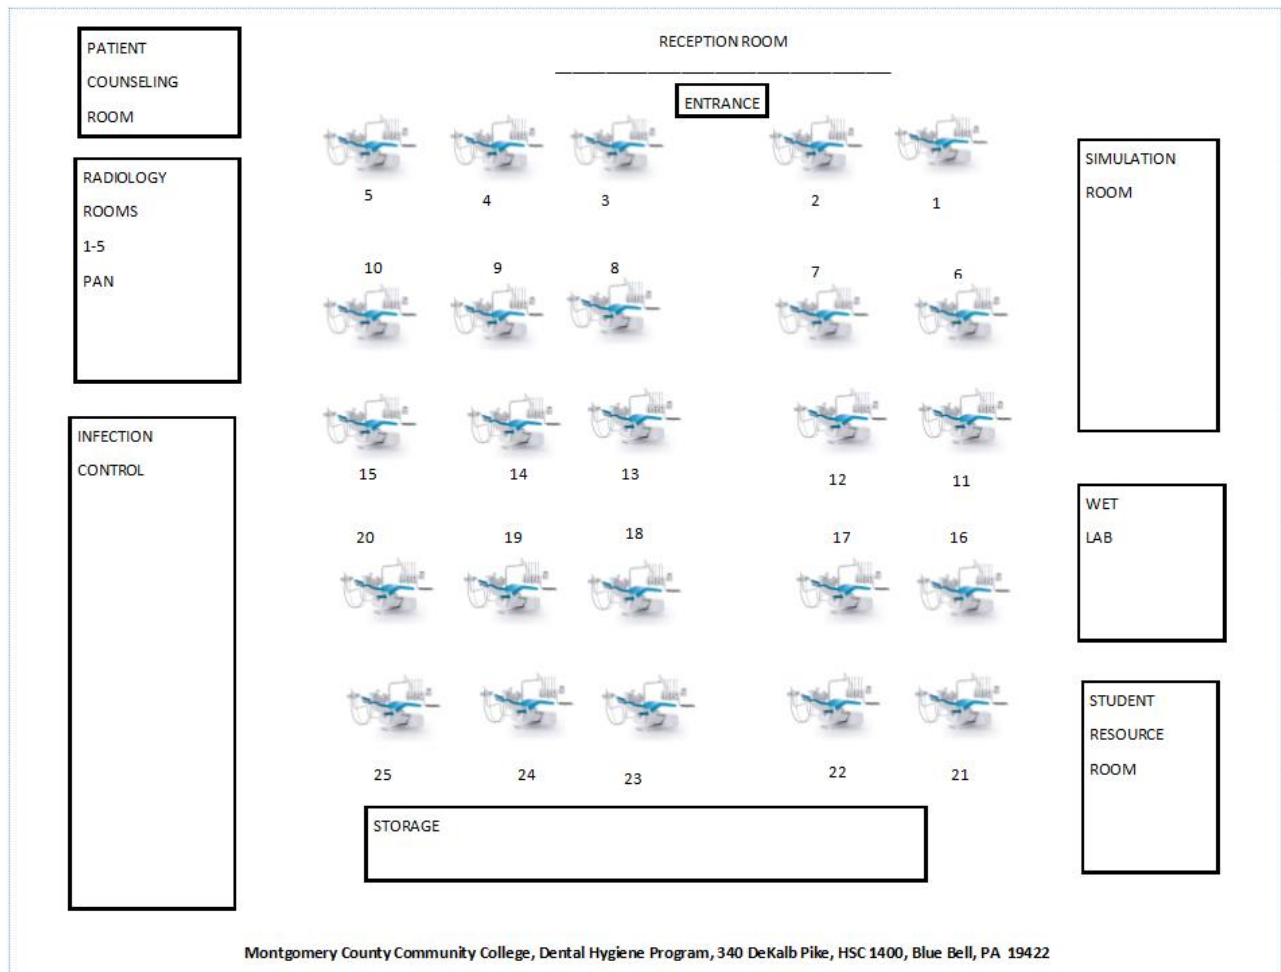 RECEPTION ROOM
ENTRANCE
PATIENT
COUNSELING
ROOM
RADIOLOGY
ROOMS
1-5
PAN
INFECTION
CONTROL
5 4 3 2 1
10 9 8 7 6
15 14 13 12 11
20 19 18 17 16
25 24 23 22 21
SIMULATION
ROOM
WET
LAB
STUDENT
RESOURCE
ROOM
STORAGE
Montgomery County Community College, Dental Hygiene Program, 340 DeKalb Pike, HSC 1400, Blue Bell, PA 19422